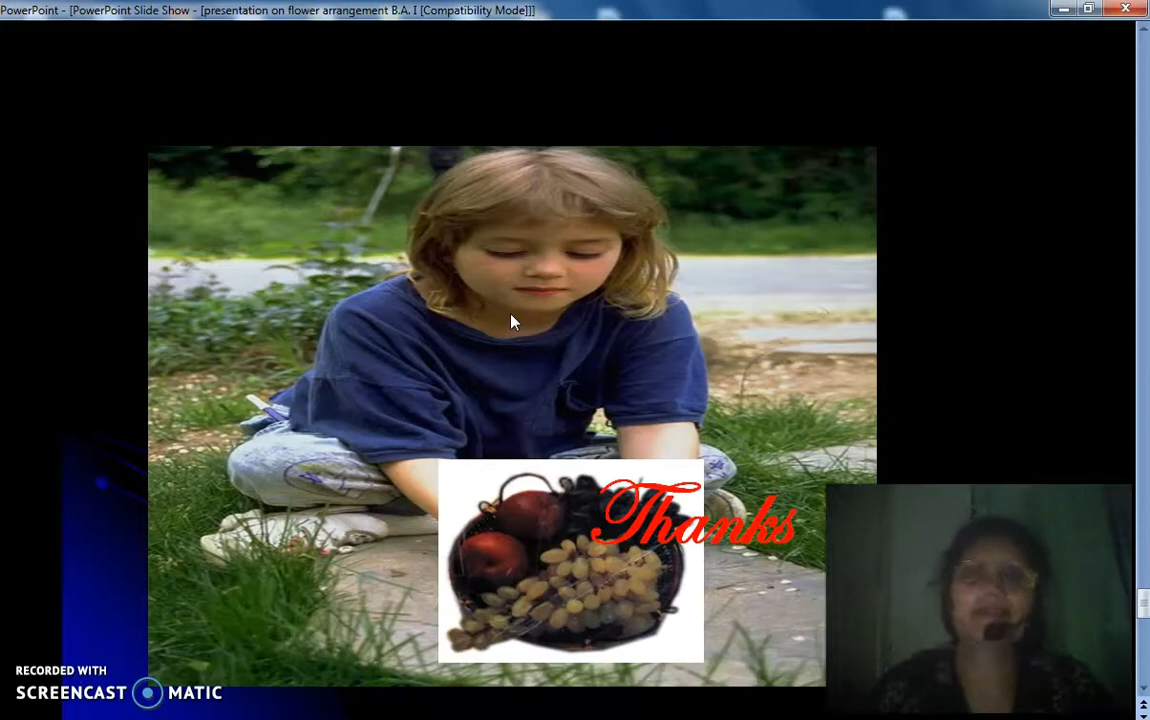 PowerPoint - [PowerPoint Slide Show - [presentation on flower arrangement B.A. I [Compatibility Mode]]]
Thanks
RECORDED WITH
SCREENCAST MATIC